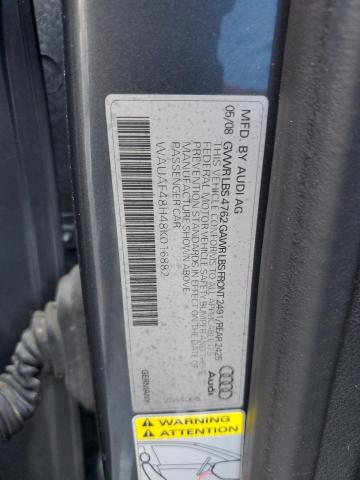 MFD. BY AUDI AG
05/08 GVWR LBS 4762 GAWR LBS FRONT 2491/REAR 2425
THIS VEHICLE CONFORMS TO ALL APPLICABLE U.S.
FEDERAL MOTOR VEHICLE SAFETY BUMPER AND THEFT
PREVENTION STANDARDS IN EFFECT ON THE DATE OF
MANUFACTURE SHOWN ABOVE
PASSENGER CAR
WAUAF48H48K016882
Audi
GERMANY
WARNING
ATTENTION